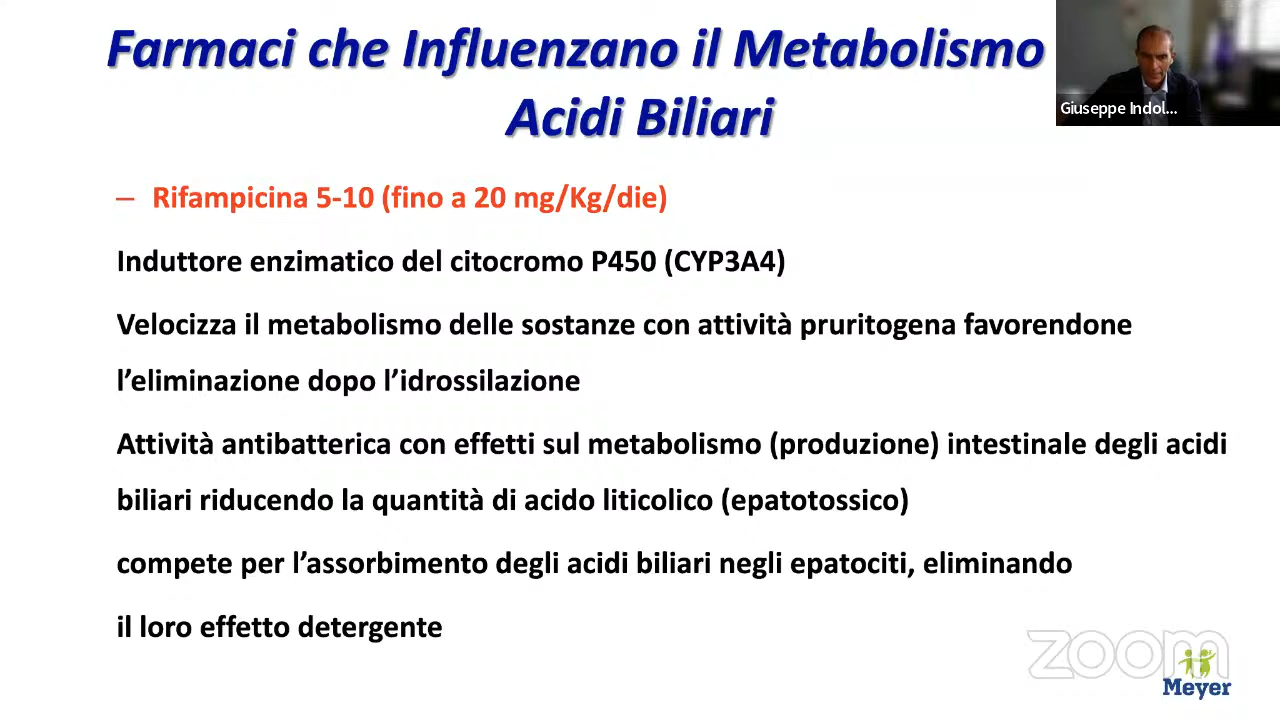 Farmaci che Influenzano il Metabolismo
Acidi Biliari
Giuseppe Indol...
– Rifampicina 5-10 (fino a 20 mg/Kg/die)
Induttore enzimatico del citocromo P450 (CYP3A4)
Velocizza il metabolismo delle sostanze con attività pruritogena favorendone
l’eliminazione dopo l’idrossilazione
Attività antibatterica con effetti sul metabolismo (produzione) intestinale degli acidi
biliari riducendo la quantità di acido liticolico (epatotossico)
compete per l’assorbimento degli acidi biliari negli epatociti, eliminando
il loro effetto detergente
zoom
Meyer